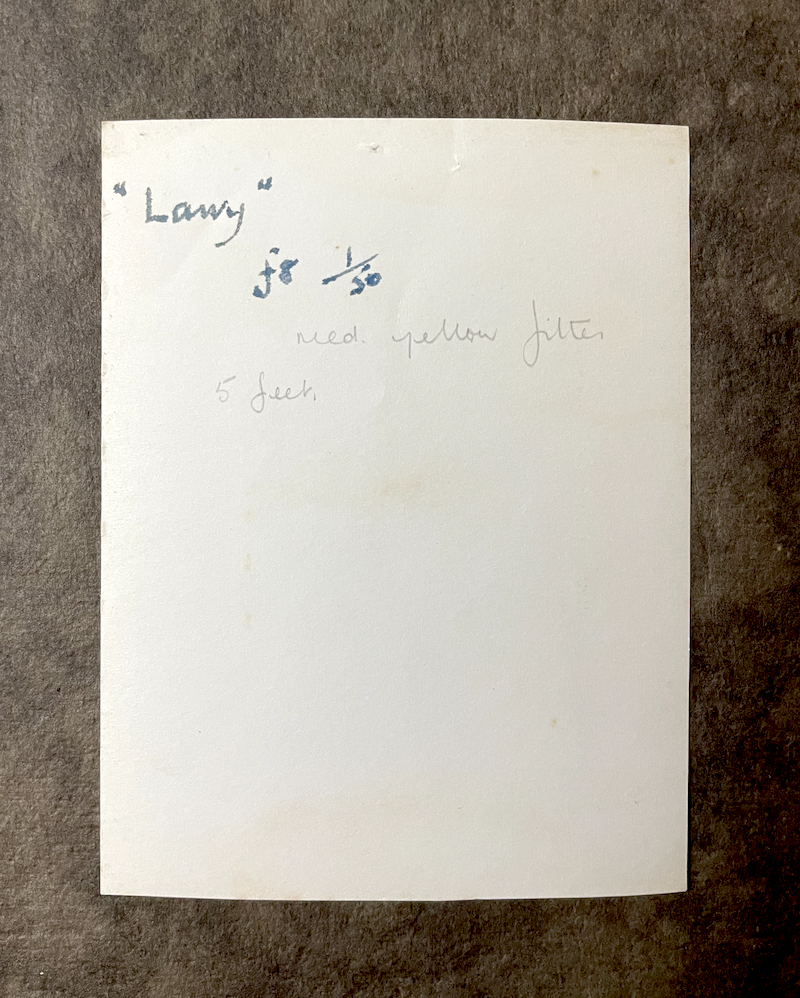 "Larry"
f8 1/50
med. yellow filter
5 feet.